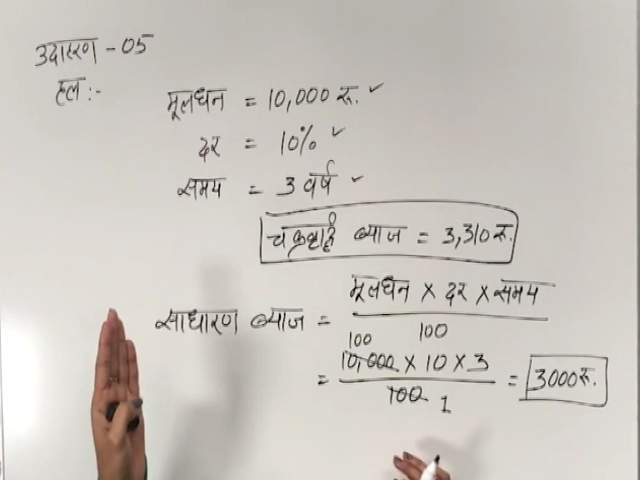 उदाहरण - 05
हल :-
मूलधन = 10,000 रु. ✓
दर = 10% ✓
समय = 3 वर्ष ✓
चक्रवृद्धि ब्याज = 3,310 रु.
साधारण ब्याज = मूलधन × दर × समय
100
100
= 10,000 × 10 × 3 = 3000 रु.
100 1